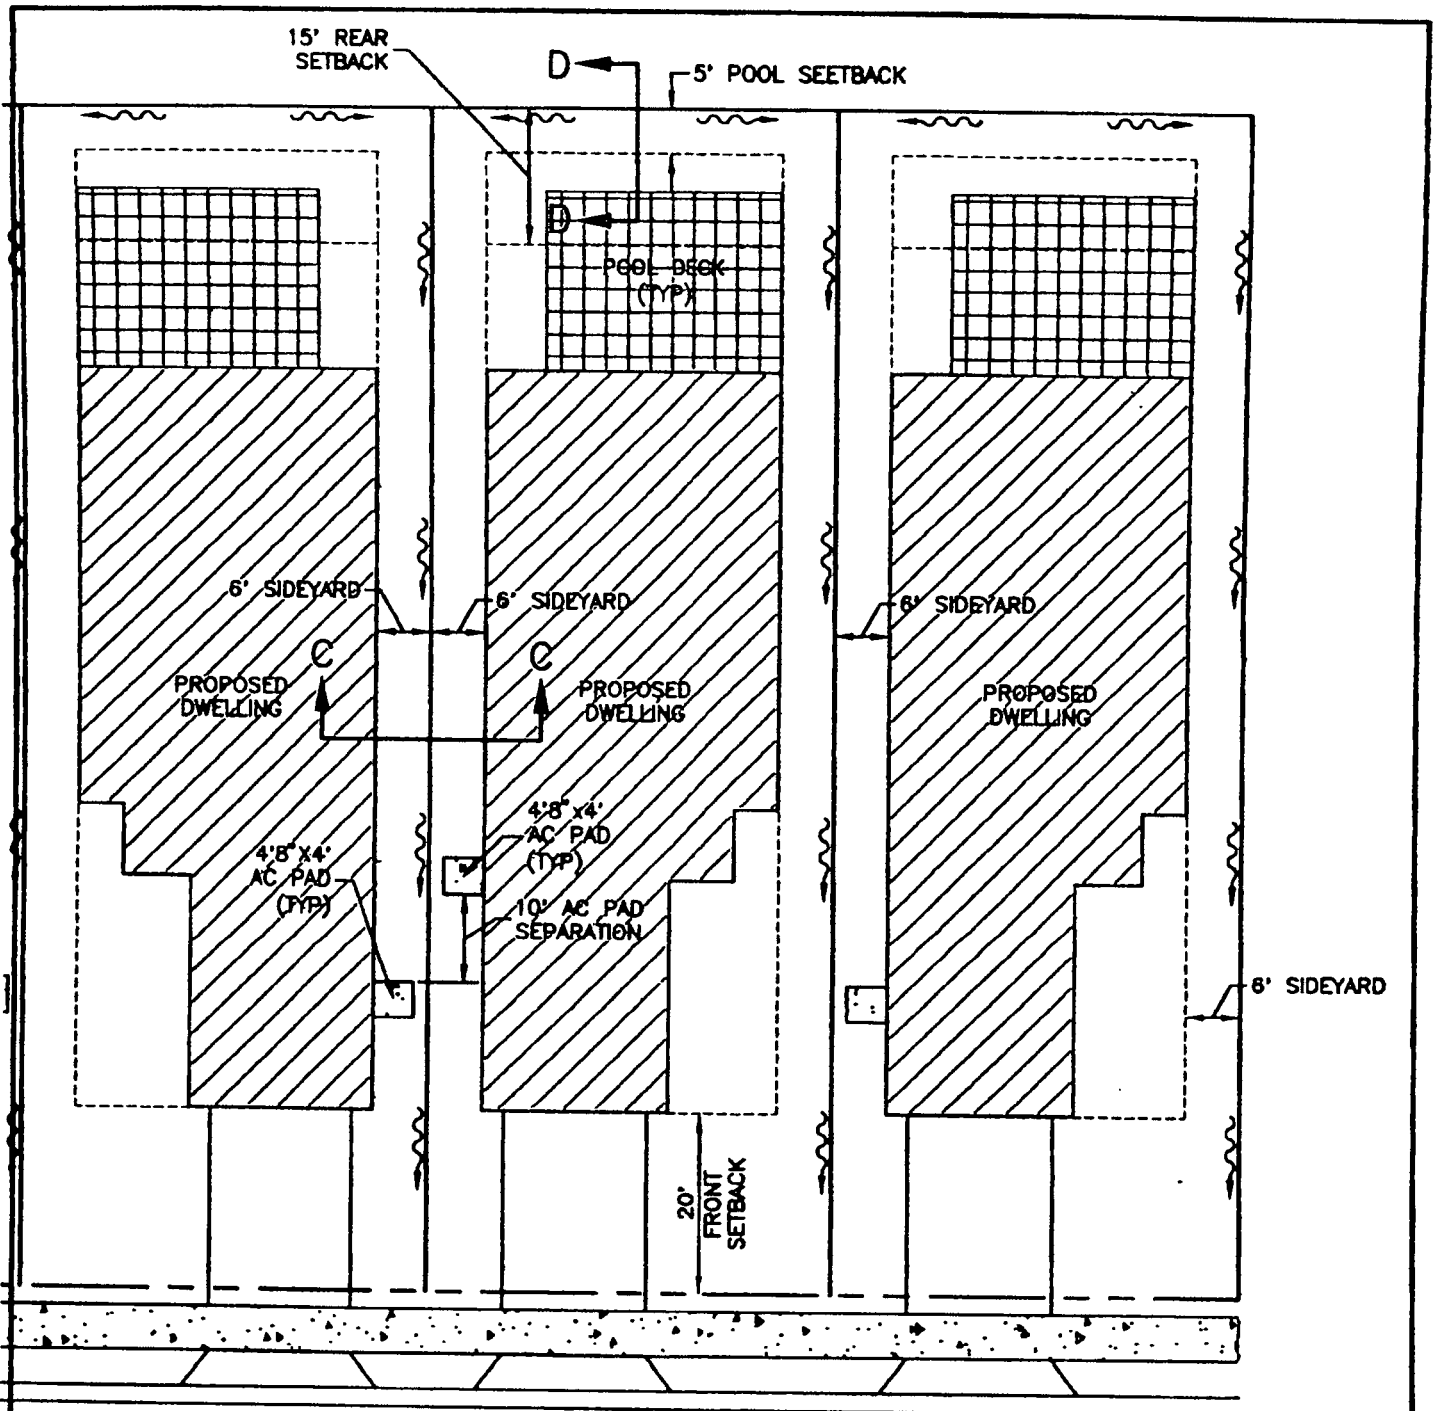 15' REAR
SETBACK
D
5' POOL SEETBACK
D
POOL DECK
(TYP)
6' SIDEYARD
6' SIDEYARD
6' SIDEYARD
C
C
PROPOSED
DWELLING
PROPOSED
DWELLING
PROPOSED
DWELLING
4'8"x4'
AC PAD
(TYP)
4'8"X4'
AC PAD
(TYP)
10' AC PAD
SEPARATION
6' SIDEYARD
20'
FRONT
SETBACK